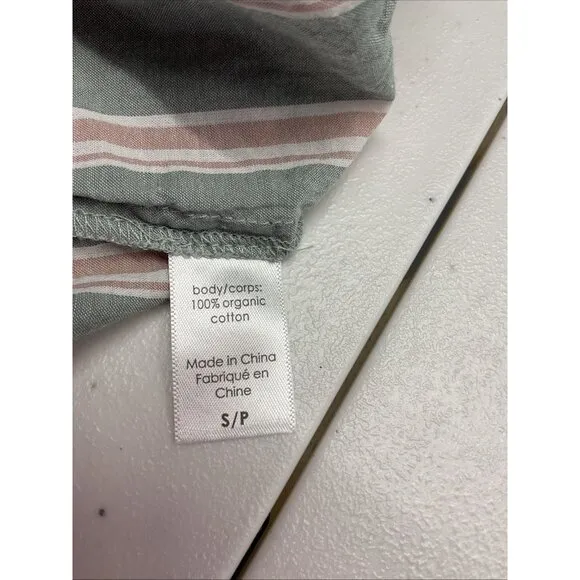 body/corps:
100% organic
cotton
Made in China
Fabriqué en
Chine
S/P